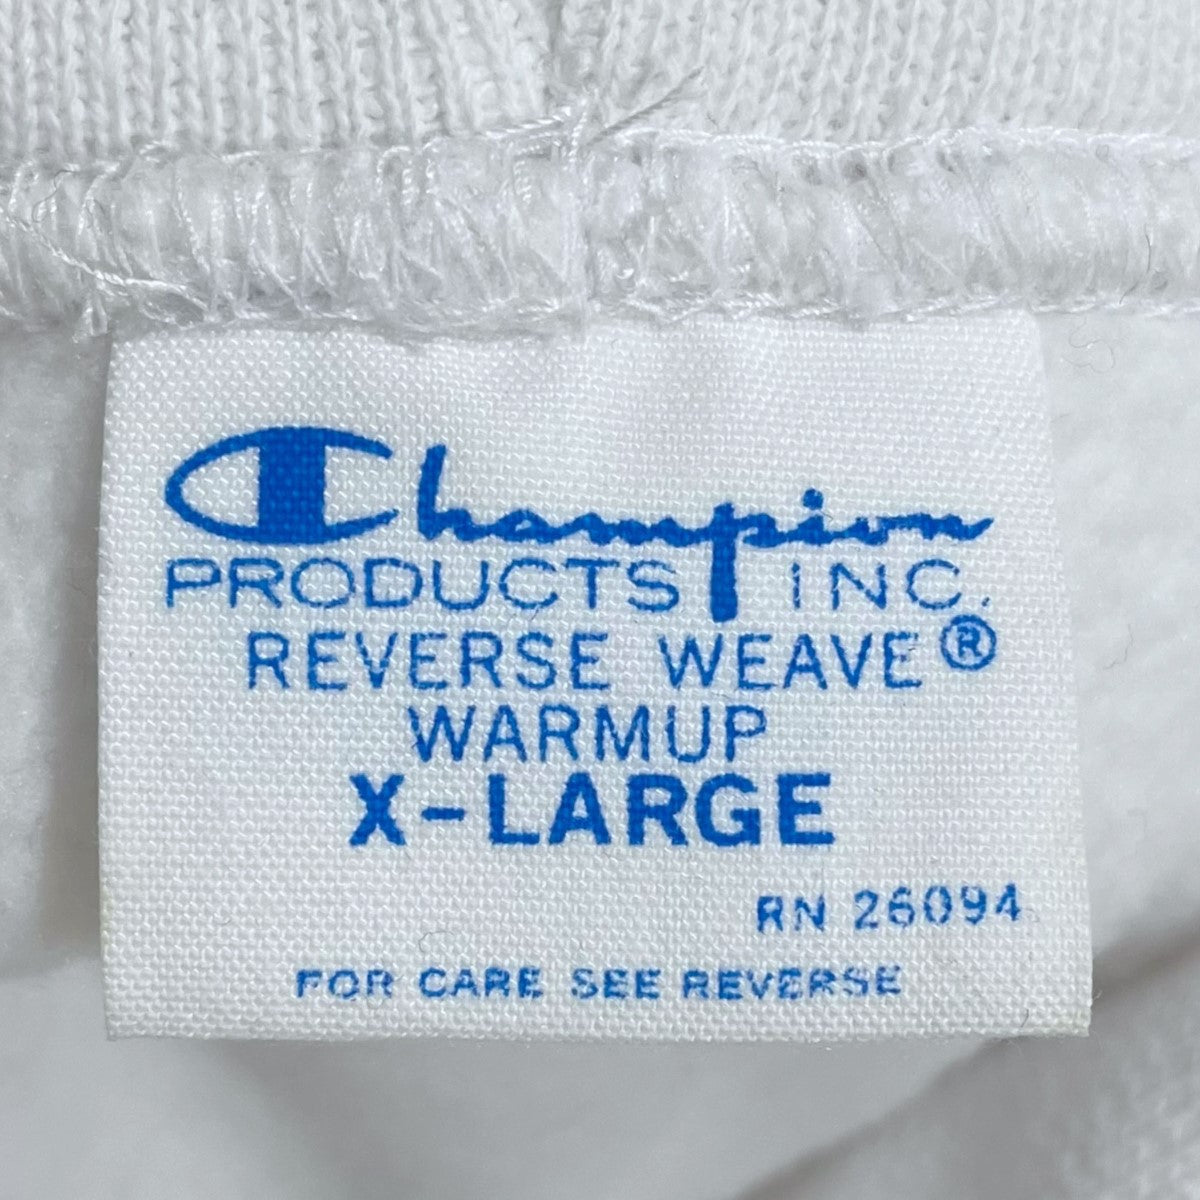 Champion
PRODUCTS INC.
REVERSE WEAVE®
WARMUP
X-LARGE
RN 26094
FOR CARE SEE REVERSE